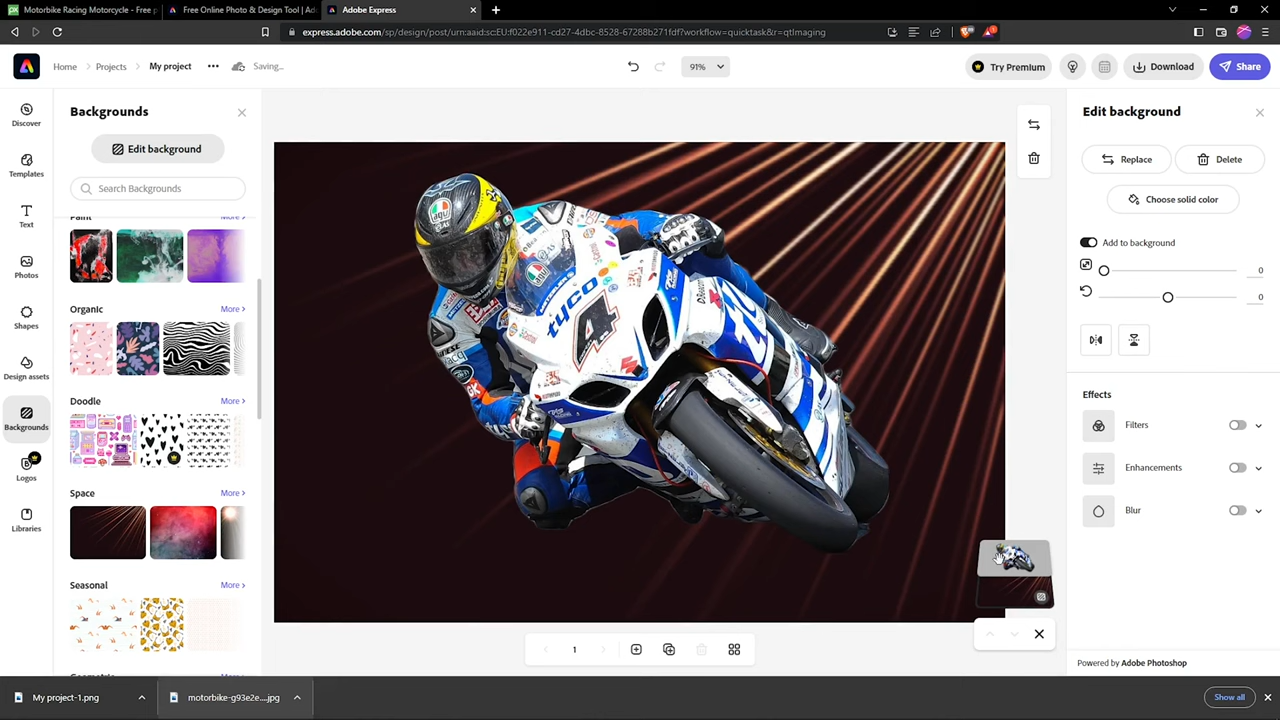 Motorbike Racing Motorcycle - Free p
Free Online Photo & Design Tool | Ad
Adobe Express
express.adobe.com/sp/design/post/urn:aaid:sc:EU:f022e911-cd27-4dbc-8528-67288b271fdf?workflow=quicktask&r=qtImaging
Home
Projects
My project
Saving...
91%
Try Premium
Download
Share
Discover
Templates
Text
Photos
Shapes
Design assets
Backgrounds
Logos
Libraries
Backgrounds
Edit background
Search Backgrounds
Paint
More >
Organic
More >
Doodle
More >
Space
More >
Seasonal
More >
agv
tyco
4
1
Edit background
Replace
Delete
Choose solid color
Add to background
0
0
Effects
Filters
Enhancements
Blur
Powered by Adobe Photoshop
My project-1.png
motorbike-g93e2e....jpg
Show all